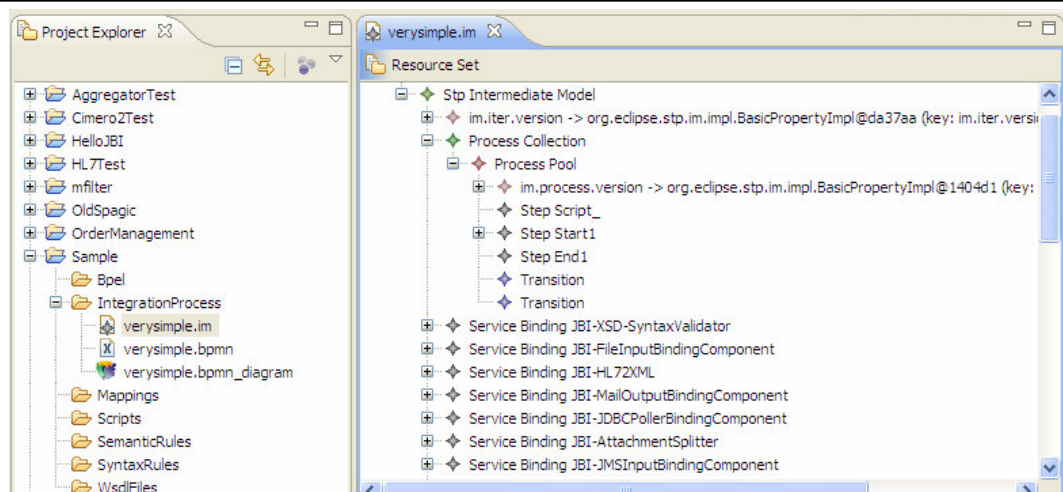 Project Explorer
AggregatorTest
Cimero2Test
HelloJBI
HL7Test
mfilter
OldSpagic
OrderManagement
Sample
Bpel
IntegrationProcess
verysimple.im
verysimple.bpmn
verysimple.bpmn_diagram
Mappings
Scripts
SemanticRules
SyntaxRules
WsdlFiles
verysimple.im
Resource Set
Stp Intermediate Model
im.iter.version -> org.eclipse.stp.im.impl.BasicPropertyImpl@da37aa (key: im.iter.versi
Process Collection
Process Pool
im.process.version -> org.eclipse.stp.im.impl.BasicPropertyImpl@1404d1 (key:
Step Script_
Step Start1
Step End1
Transition
Transition
Service Binding JBI-XSD-SyntaxValidator
Service Binding JBI-FileInputBindingComponent
Service Binding JBI-HL72XML
Service Binding JBI-MailOutputBindingComponent
Service Binding JBI-JDBCPollerBindingComponent
Service Binding JBI-AttachmentSplitter
Service Binding JBI-JMSInputBindingComponent